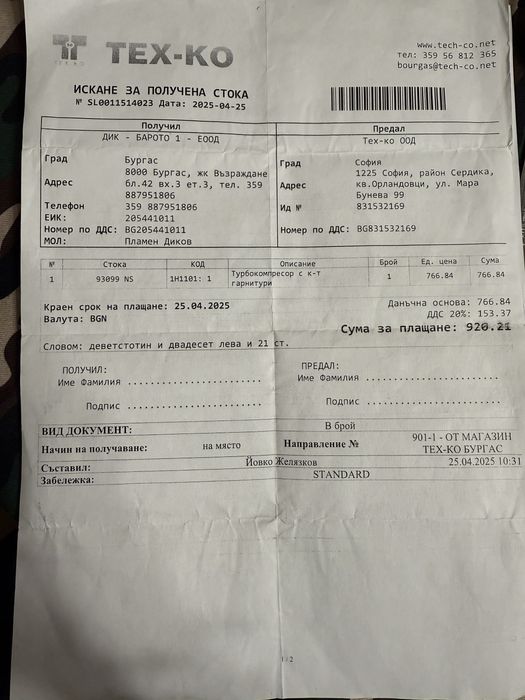 ТЕХ-КО
ТЕХ КО
www.tech-co.net
тел: 359 56 812 365
bourgas@tech-co.net
ИСКАНЕ ЗА ПОЛУЧЕНА СТОКА
№ SL0011514023 Дата: 2025-04-25
Получил Предал
ДИК - БАРОТО 1 - ЕООД Тех-ко ООД
Град Бургас
Адрес 8000 Бургас, жк Възраждане
бл.42 вх.3 ет.3, тел. 359
887951806
Телефон 359 887951806
ЕИК: 205441011
Номер по ДДС: BG205441011
МОЛ: Пламен Диков
Град София
Адрес 1225 София, район Сердика,
кв.Орландовци, ул. Мара
Бунева 99
Ид № 831532169
Номер по ДДС: BG831532169
№ Стока КОД Описание Брой Ед. цена Сума
1 93099 NS 1H1101: 1 Турбокомпресор с к-т гарнитури 1 766.84 766.84
Краен срок на плащане: 25.04.2025
Валута: BGN
Данъчна основа: 766.84
ДДС 20%: 153.37
Сума за плащане: 920.21
Словом: деветстотин и двадесет лева и 21 ст.
ПОЛУЧИЛ: ПРЕДАЛ:
Име Фамилия ...................... Име Фамилия ......................
Подпис ...................... Подпис ......................
ВИД ДОКУМЕНТ: В брой
Начин на получаване: на място Направление № 901-1 - ОТ МАГАЗИН ТЕХ-КО БУРГАС
Съставил: Йовко Желязков 25.04.2025 10:31
Забележка: STANDARD
1 / 2